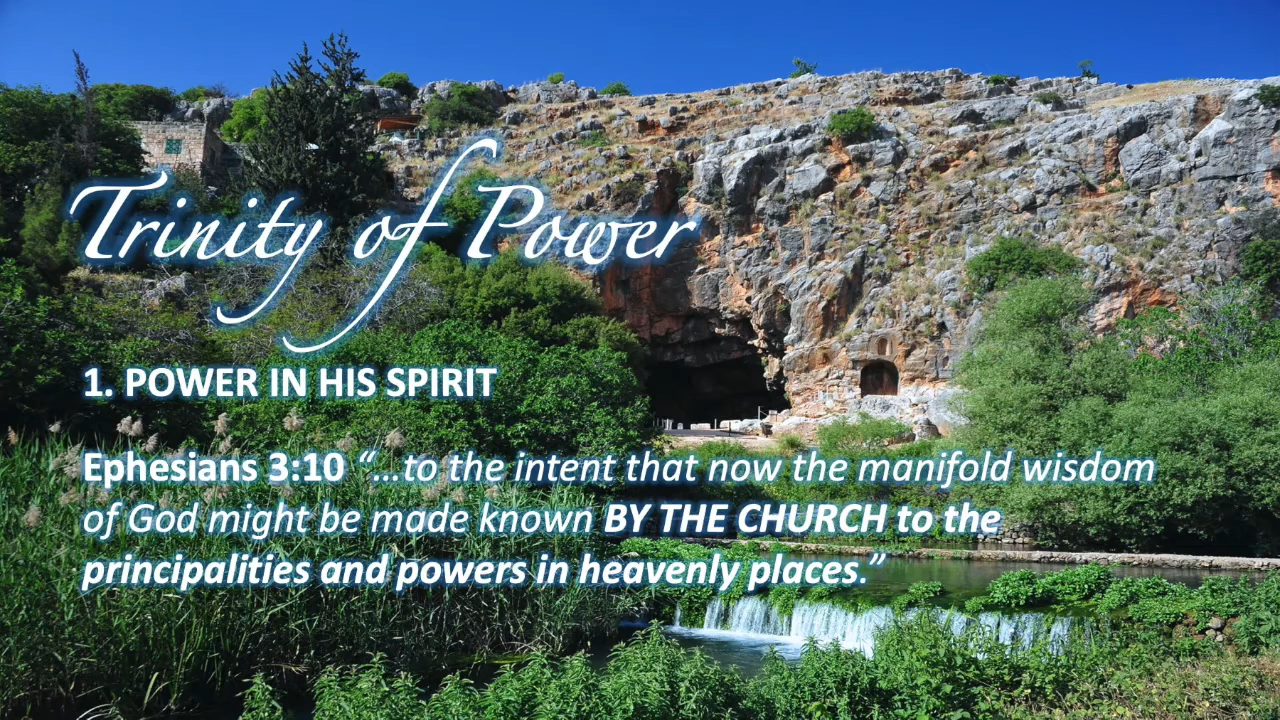 Trinity of Power
1. POWER IN HIS SPIRIT
Ephesians 3:10 “...to the intent that now the manifold wisdom
of God might be made known BY THE CHURCH to the
principalities and powers in heavenly places.”